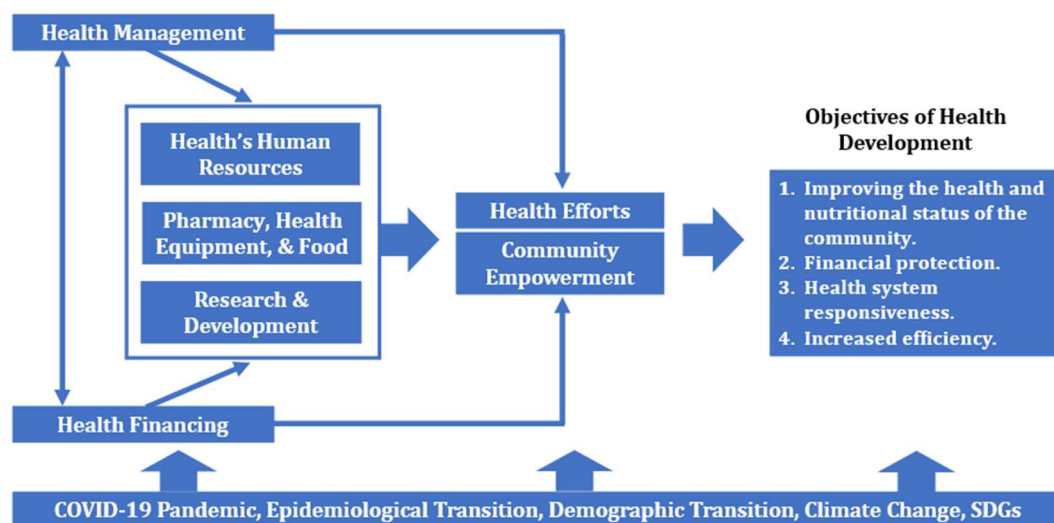 Health Management
Health's Human
Resources
Pharmacy, Health
Equipment, & Food
Research &
Development
Health Financing
Health Efforts
Community
Empowerment
Objectives of Health
Development
1. Improving the health and
nutritional status of the
community.
2. Financial protection.
3. Health system
responsiveness.
4. Increased efficiency.
COVID-19 Pandemic, Epidemiological Transition, Demographic Transition, Climate Change, SDGs